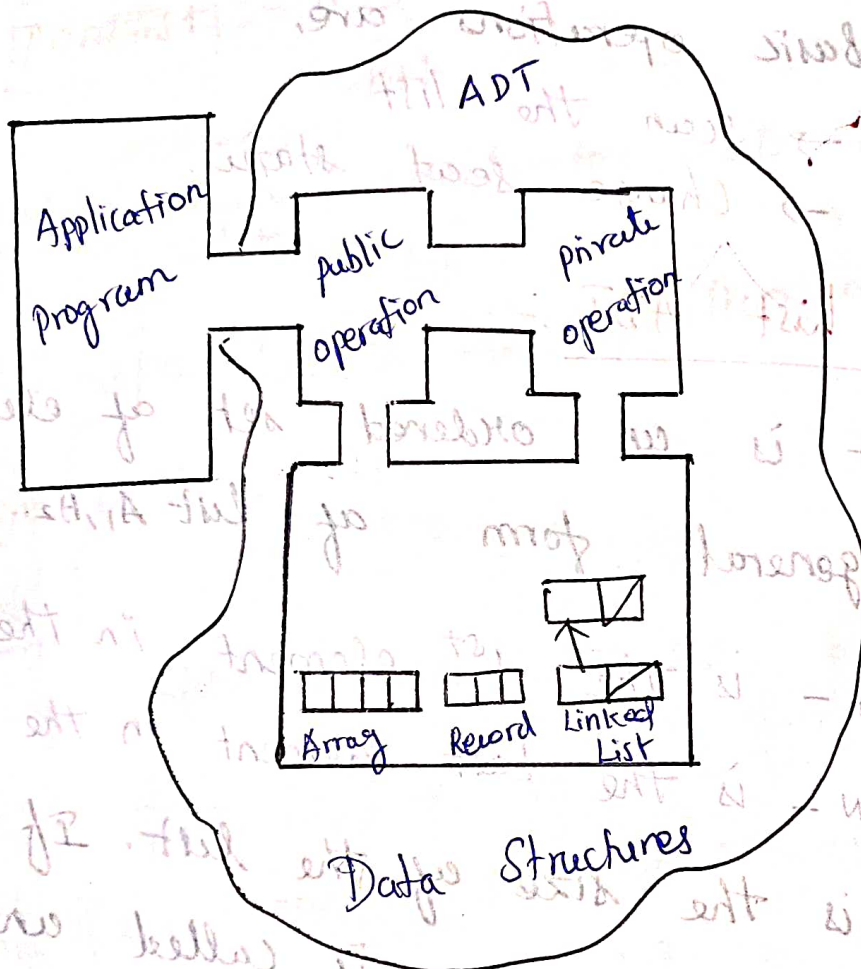 ADT
Application
Program
public
operation
private
operation
Array
Record
Linked
List
Data Structures